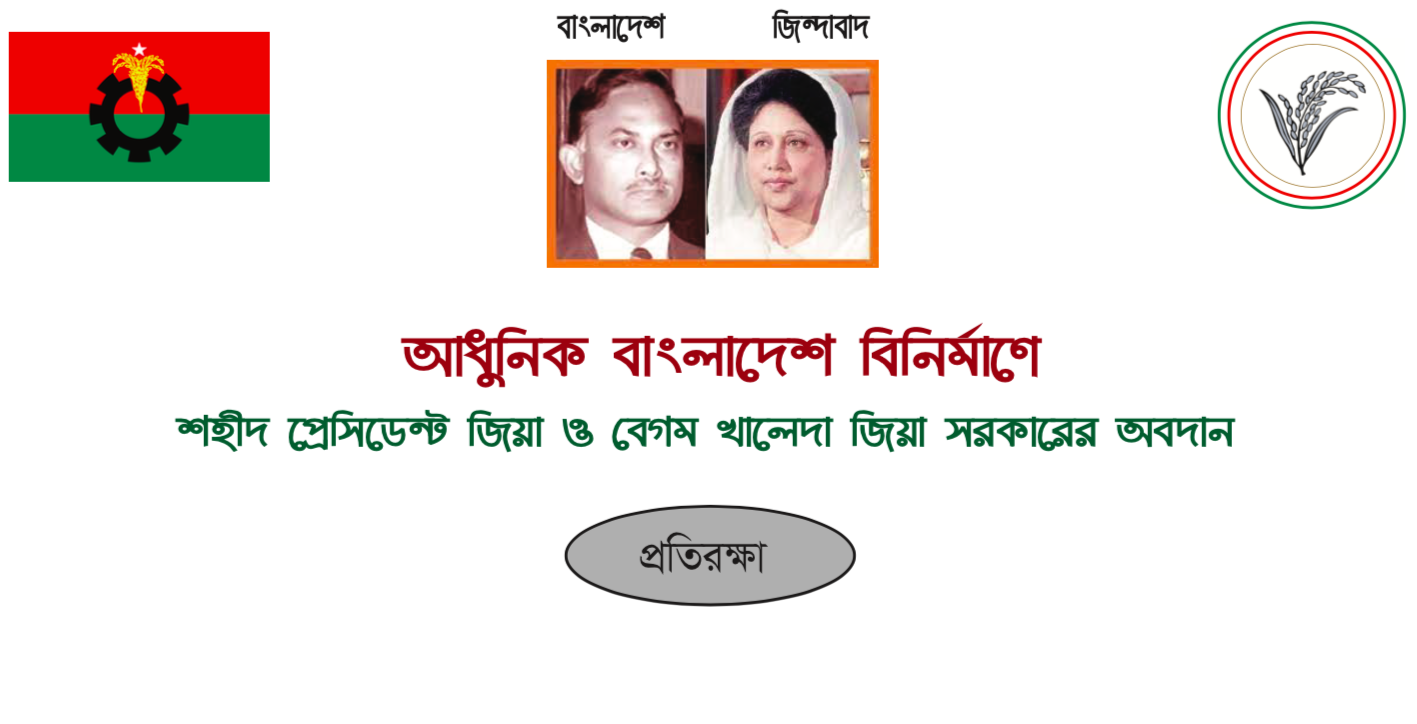 বাংলাদেশ জিন্দাবাদ
আধুনিক বাংলাদেশ বিনির্মাণে
শহীদ প্রেসিডেন্ট জিয়া ও বেগম খালেদা জিয়া সরকারের অবদান
প্রতিরক্ষা